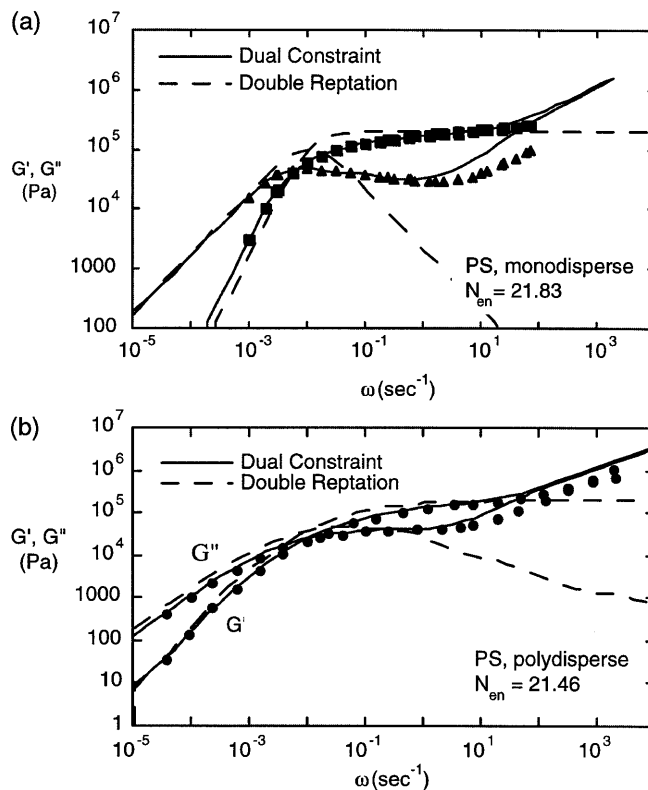 (a)
10^7
10^6
10^5
10^4
1000
100
G', G"
(Pa)
Dual Constraint
Double Reptation
PS, monodisperse
N_en = 21.83
10^-5 10^-3 10^-1 10^1 10^3
ω(sec^-1)
(b)
10^7
10^6
10^5
10^4
1000
100
10
1
G', G"
(Pa)
Dual Constraint
Double Reptation
G"
G'
PS, polydisperse
N_en = 21.46
10^-5 10^-3 10^-1 10^1 10^3
ω(sec^-1)